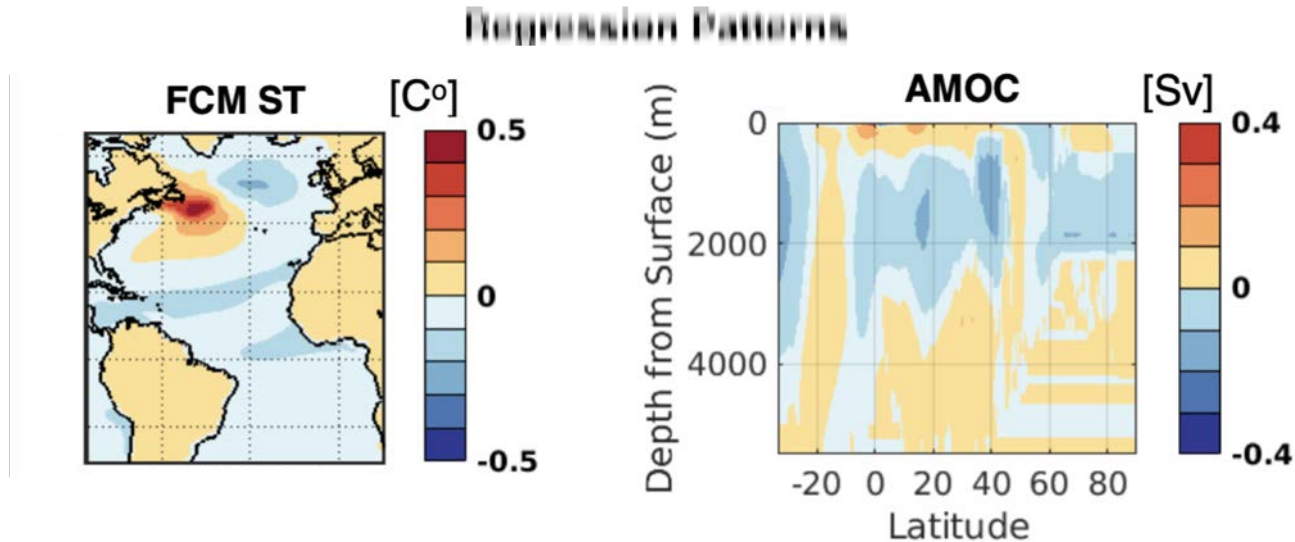 Regression Patterns
FCM ST
[Cº]
0.5
0
-0.5
AMOC
[Sv]
0.4
0
-0.4
Depth from Surface (m)
0
2000
4000
-20 0 20 40 60 80
Latitude